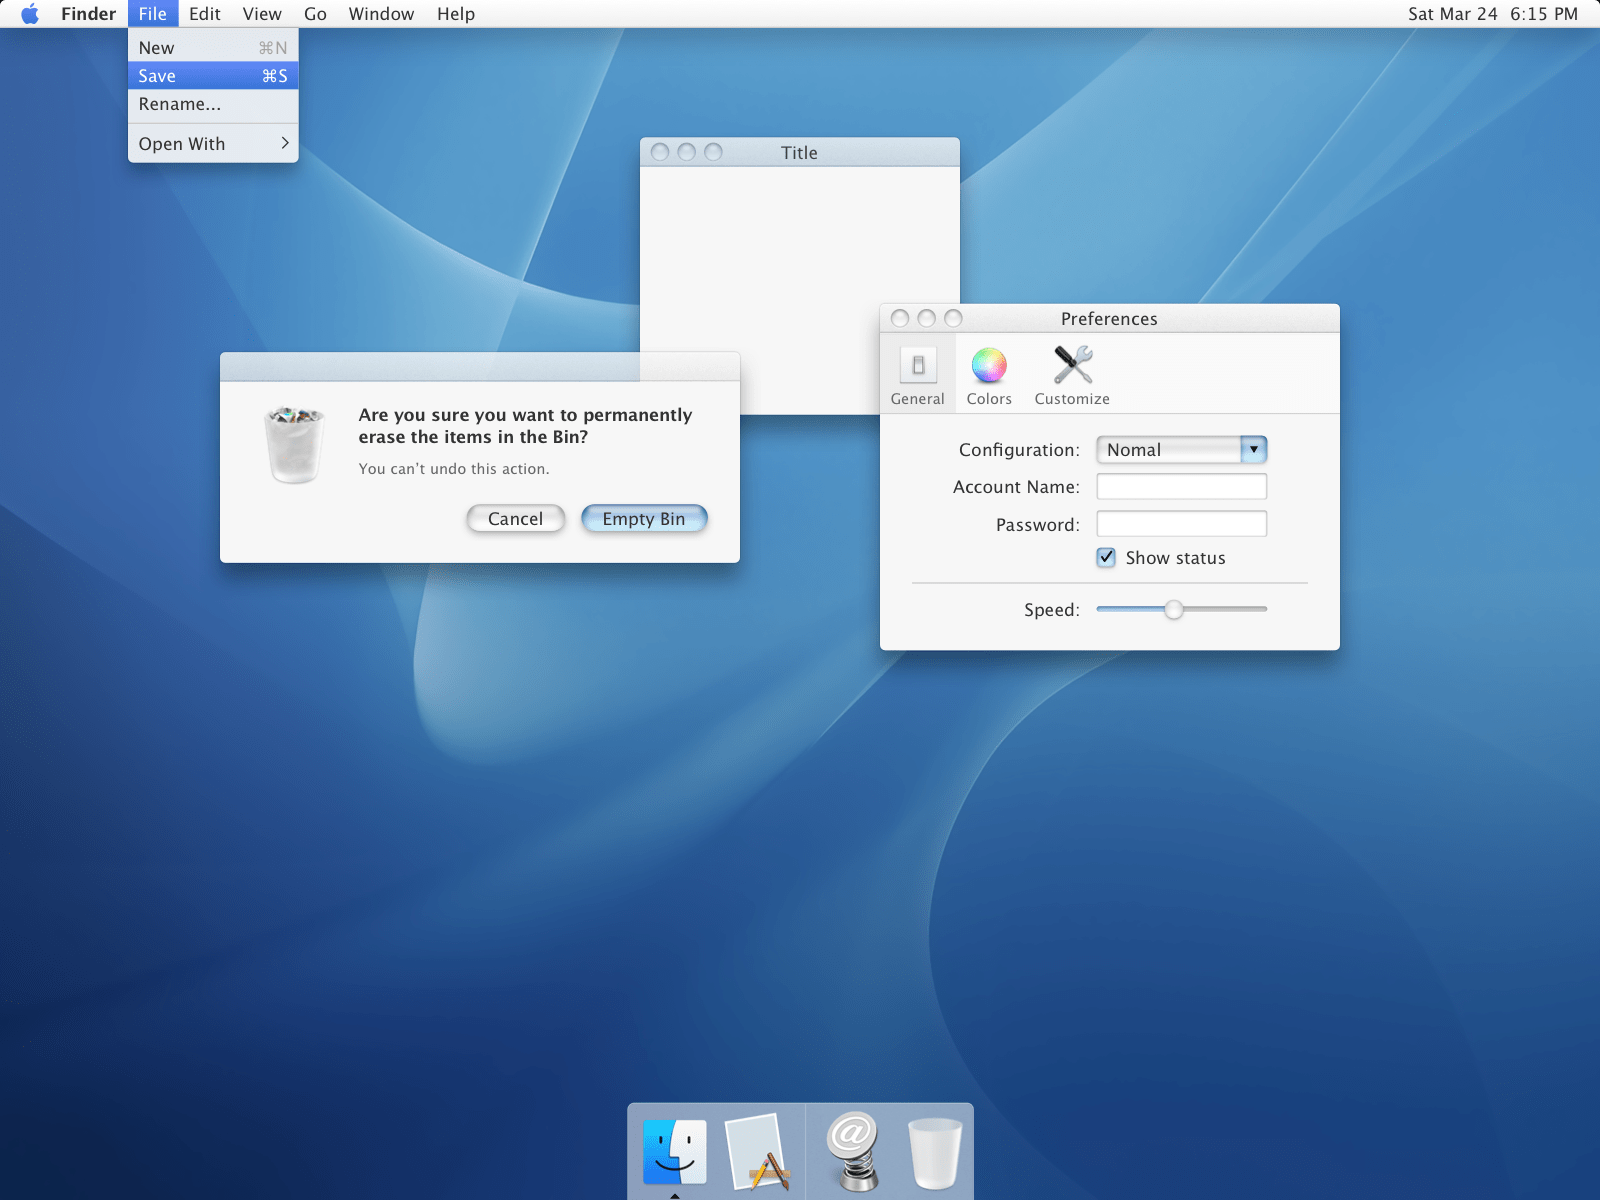 Finder File Edit View Go Window Help Sat Mar 24 6:15 PM
New ⌘N
Save ⌘S
Rename...
Open With
Title
Are you sure you want to permanently
erase the items in the Bin?
You can't undo this action.
Cancel Empty Bin
Preferences
General Colors Customize
Configuration: Nomal
Account Name:
Password:
Show status
Speed:
@